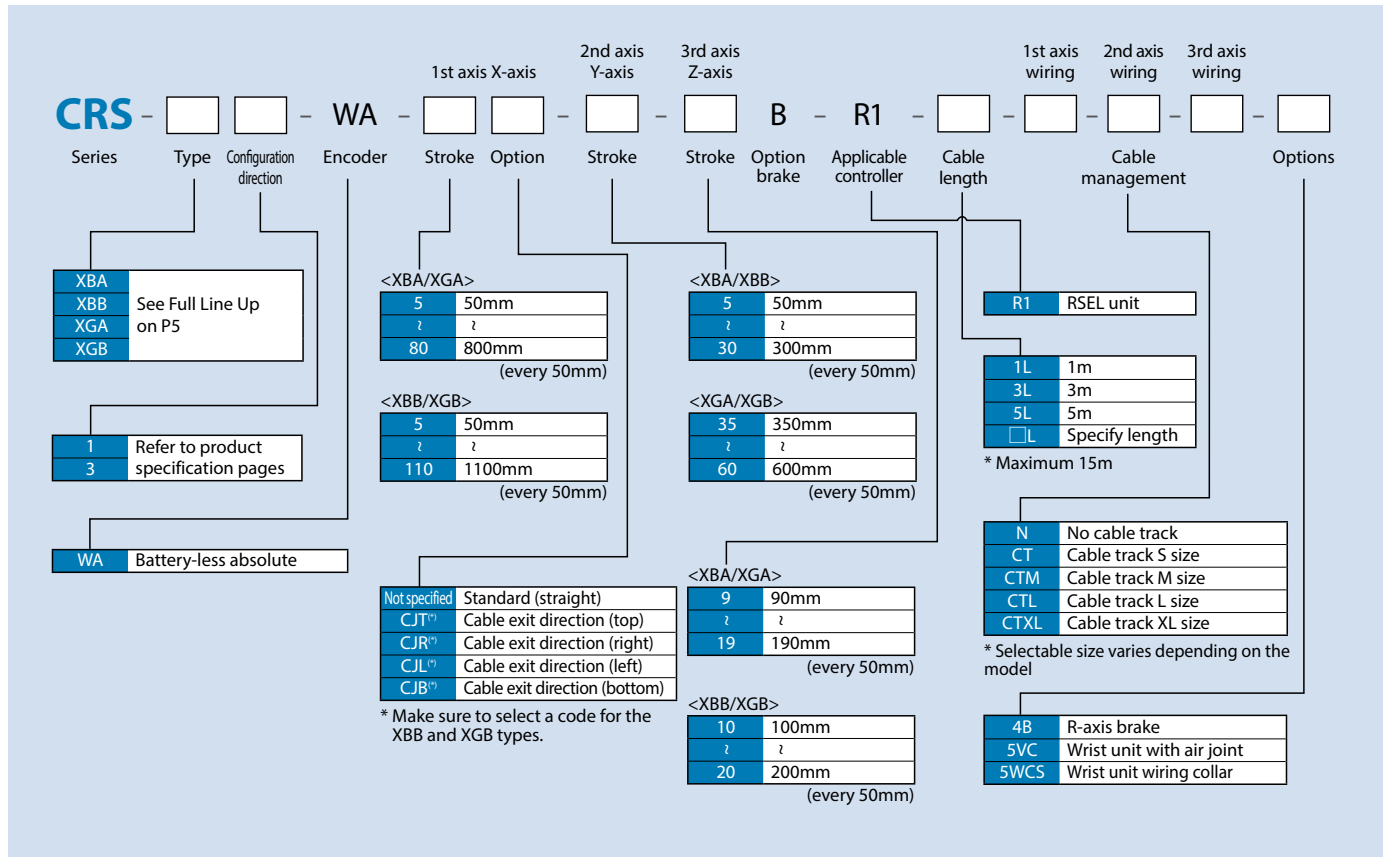 2nd axis 3rd axis 1st axis 2nd axis 3rd axis
1st axis X-axis Y-axis Z-axis wiring wiring wiring
CRS – – WA – – – B – R1 – – – – –
Series Type Configuration direction Encoder Stroke Option Stroke Stroke Option brake Applicable controller Cable length Cable management Options
XBA
XBB
XGA
XGB
See Full Line Up
on P5
1
3
Refer to product
specification pages
WA Battery-less absolute
<XBA/XGA>
5 50mm
≀ ≀
80 800mm
(every 50mm)
<XBB/XGB>
5 50mm
≀ ≀
110 1100mm
(every 50mm)
Not specified Standard (straight)
CJT(*) Cable exit direction (top)
CJR(*) Cable exit direction (right)
CJL(*) Cable exit direction (left)
CJB(*) Cable exit direction (bottom)
* Make sure to select a code for the
XBB and XGB types.
<XBA/XBB>
5 50mm
≀ ≀
30 300mm
(every 50mm)
<XGA/XGB>
35 350mm
≀ ≀
60 600mm
(every 50mm)
<XBA/XGA>
9 90mm
≀ ≀
19 190mm
(every 50mm)
<XBB/XGB>
10 100mm
≀ ≀
20 200mm
(every 50mm)
R1 RSEL unit
1L 1m
3L 3m
5L 5m
□L Specify length
* Maximum 15m
N No cable track
CT Cable track S size
CTM Cable track M size
CTL Cable track L size
CTXL Cable track XL size
* Selectable size varies depending on the
model
4B R-axis brake
5VC Wrist unit with air joint
5WCS Wrist unit wiring collar